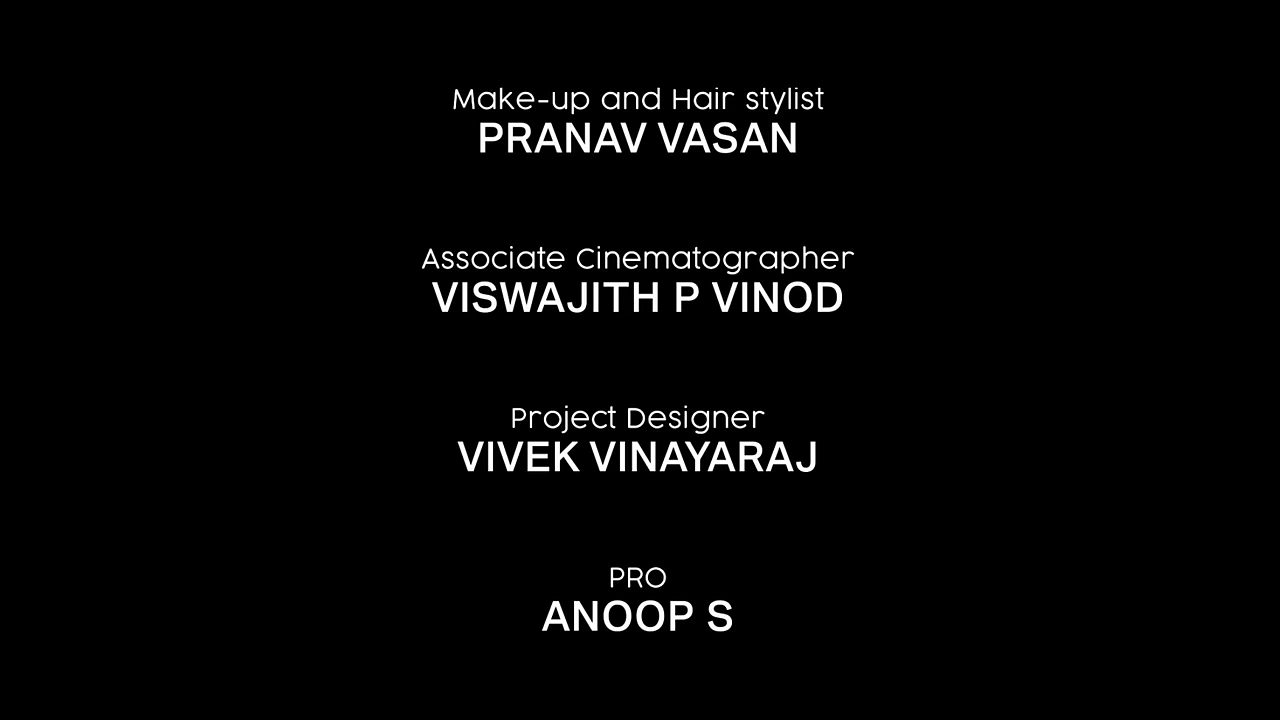 Make-up and Hair stylist
PRANAV VASAN
Associate Cinematographer
VISWAJITH P VINOD
Project Designer
VIVEK VINAYARAJ
PRO
ANOOP S